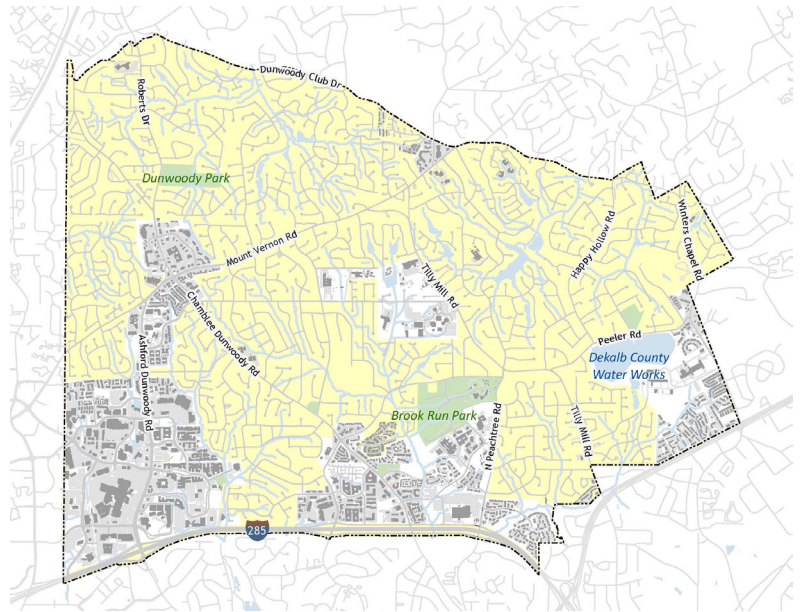 Dunwoody Club Dr
Roberts Dr
Dunwoody Park
Winters Chapel Rd
Mount Vernon Rd
Happy Hollow Rd
Tilly Mill Rd
Chamblee Dunwoody Rd
Peeler Rd
Ashford Dunwoody Rd
Dekalb County
Water Works
Brook Run Park
N Peachtree Rd
Tilly Mill Rd
285